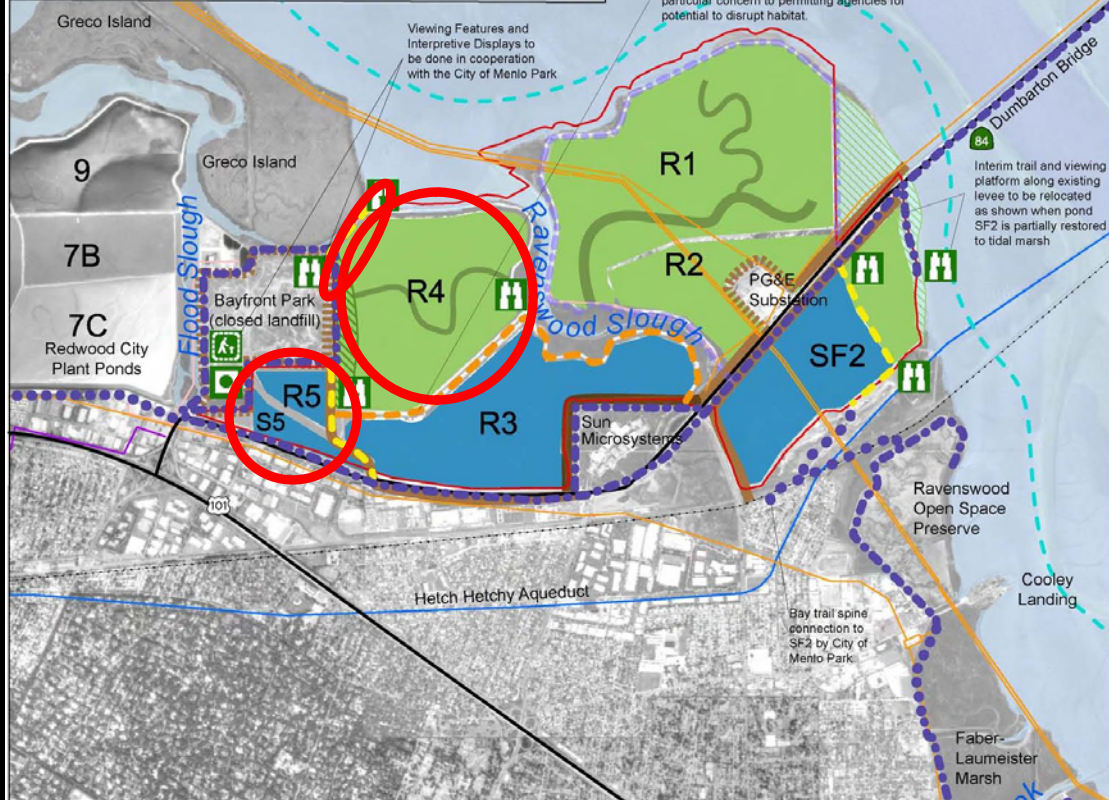 particular concern to permitting agencies for
potential to disrupt habitat.
Greco Island
Viewing Features and
Interpretive Displays to
be done in cooperation
with the City of Menlo Park
Dumbarton Bridge
84
9
Greco Island
R1
Interim trail and viewing
platform along existing
levee to be relocated
as shown when pond
SF2 is partially restored
to tidal marsh
7B
Flood Slough
Ravenswood Slough
R4
R2
PG&E
Substation
Bayfront Park
(closed landfill)
7C
Redwood City
Plant Ponds
SF2
R5
S5
R3
Sun
Microsystems
101
Ravenswood
Open Space
Preserve
Hetch Hetchy Aqueduct
Cooley
Landing
Bay trail spine
connection to
SF2 by City of
Menlo Park
Faber-
Laumeister
Marsh